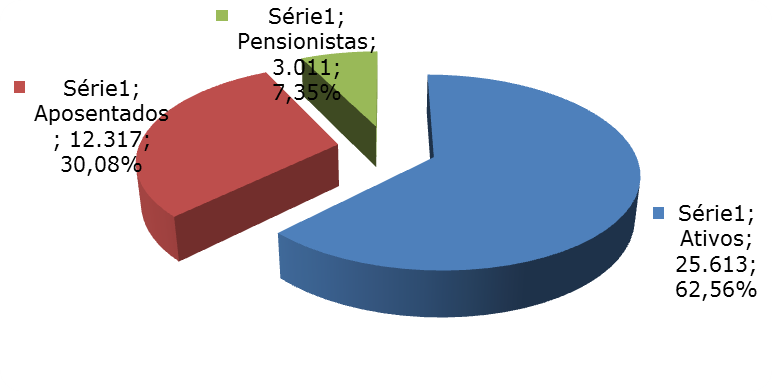 Série1;
Pensionistas;
3.011;
7,35%
Série1;
Aposentados
; 12.317;
30,08%
Série1;
Ativos;
25.613;
62,56%